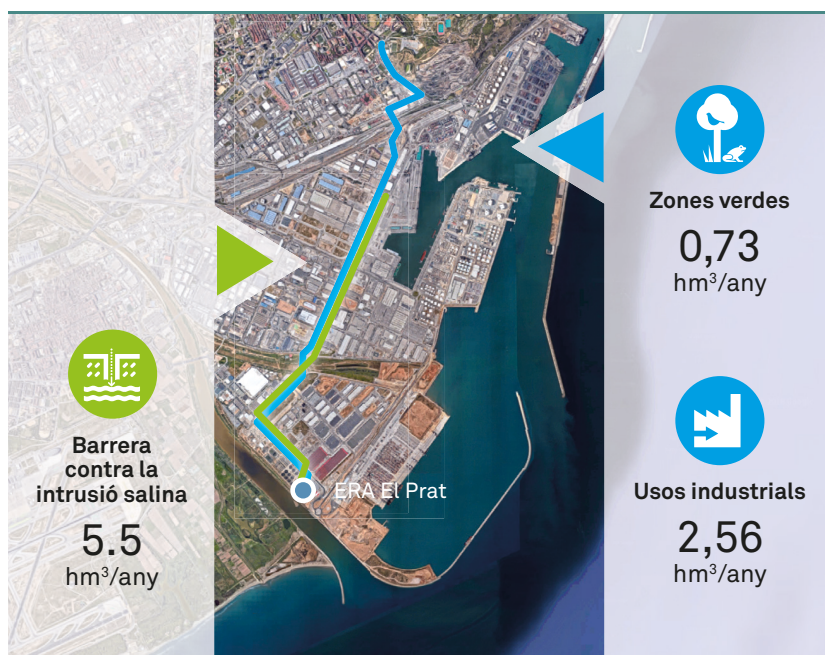 Zones verdes
0,73
hm³/any
Barrera
contra la
intrusió salina
5.5
hm³/any
ERA El Prat
Usos industrials
2,56
hm³/any